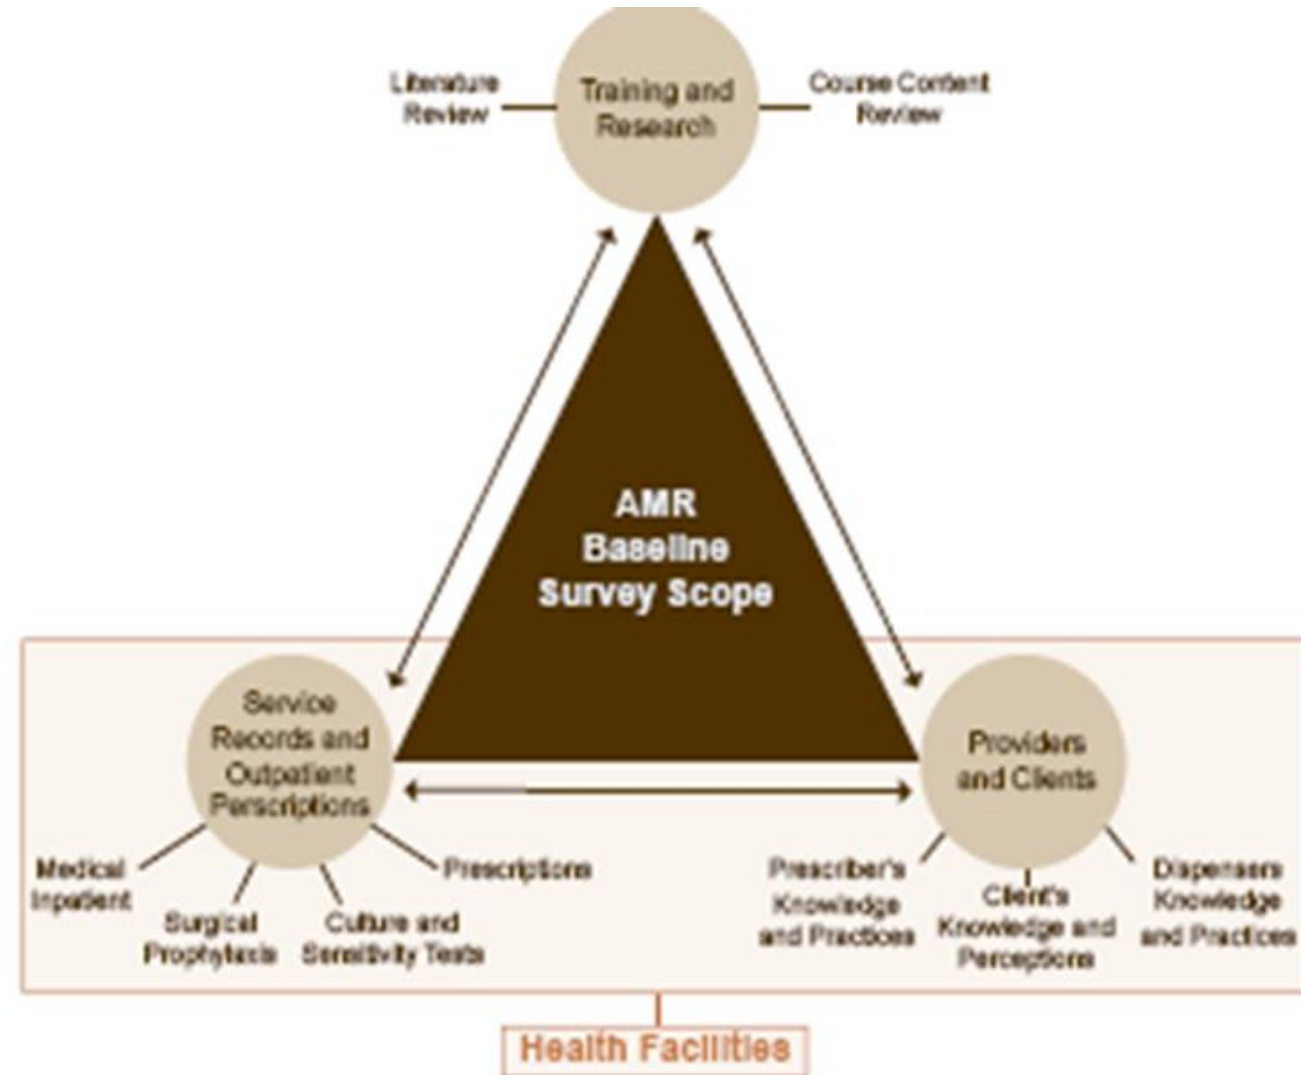 Literature
Review
Training and
Research
Course Content
Review
AMR
Baseline
Survey Scope
Service
Records and
Outpatient
Perscriptions
Providers
and Clients
Medical
Inpatient
Surgical
Prophylaxis
Culture and
Sensitivity Tests
Prescriptions
Prescriber's
Knowledge
and Practices
Client's
Knowledge and
Perceptions
Dispensers
Knowledge
and Practices
Health Facilities